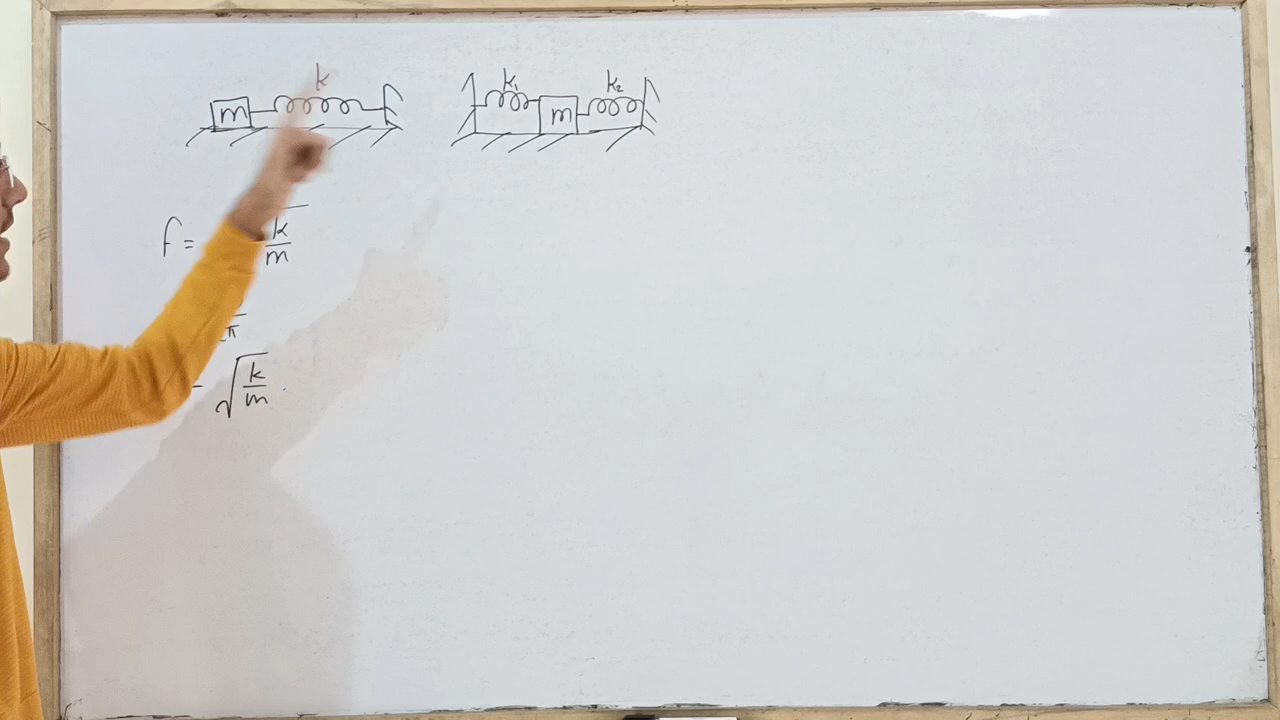 k k₁ k₂
m m
f = √(k/m)
π
√(k/m)